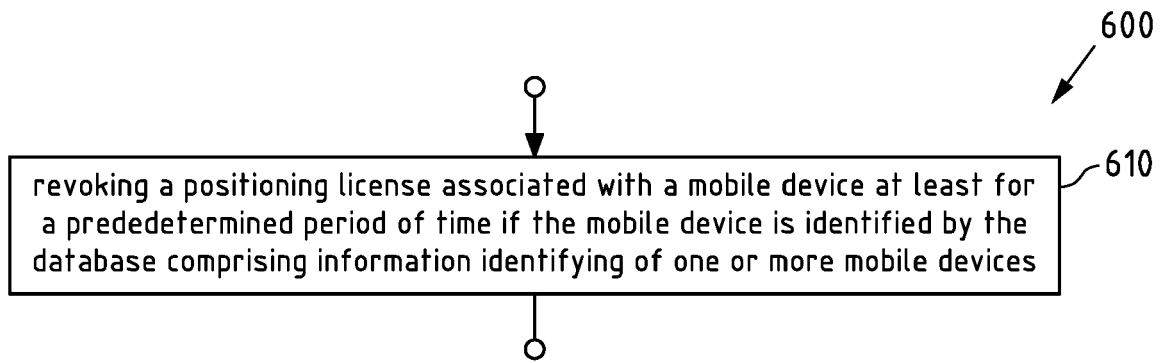 600
610
revoking a positioning license associated with a mobile device at least for
a prededetermined period of time if the mobile device is identified by the
database comprising information identifying of one or more mobile devices